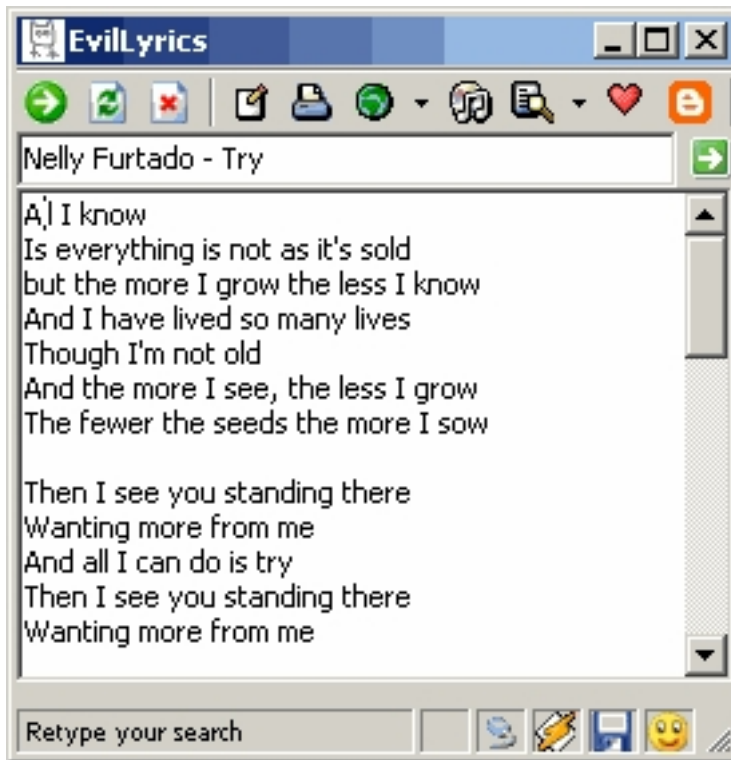 EvilLyrics
Nelly Furtado - Try
All I know
Is everything is not as it's sold
but the more I grow the less I know
And I have lived so many lives
Though I'm not old
And the more I see, the less I grow
The fewer the seeds the more I sow

Then I see you standing there
Wanting more from me
And all I can do is try
Then I see you standing there
Wanting more from me
Retype your search